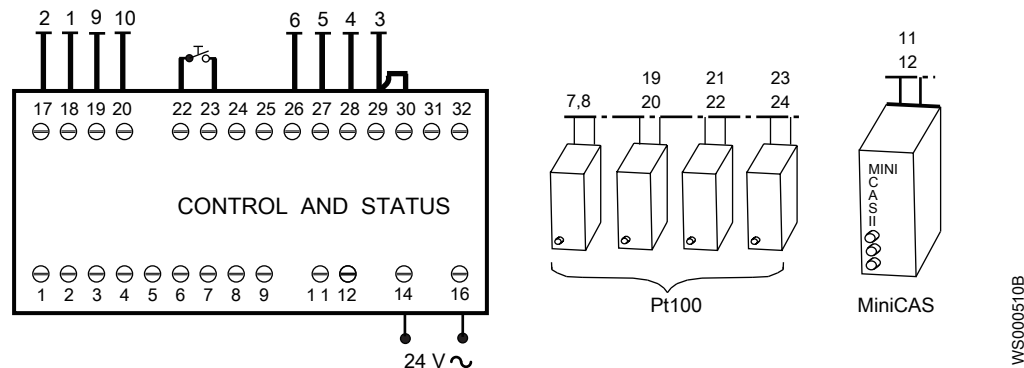 2 1 9 10 6 5 4 3
17 18 19 20 22 23 24 25 26 27 28 29 30 31 32
CONTROL AND STATUS
1 2 3 4 5 6 7 8 9 11 12 14 16
24 V ∿
7,8
19
20
21
22
23
24
Pt100
11
12
MINI
C
A
S
II
MiniCAS
WS000510B